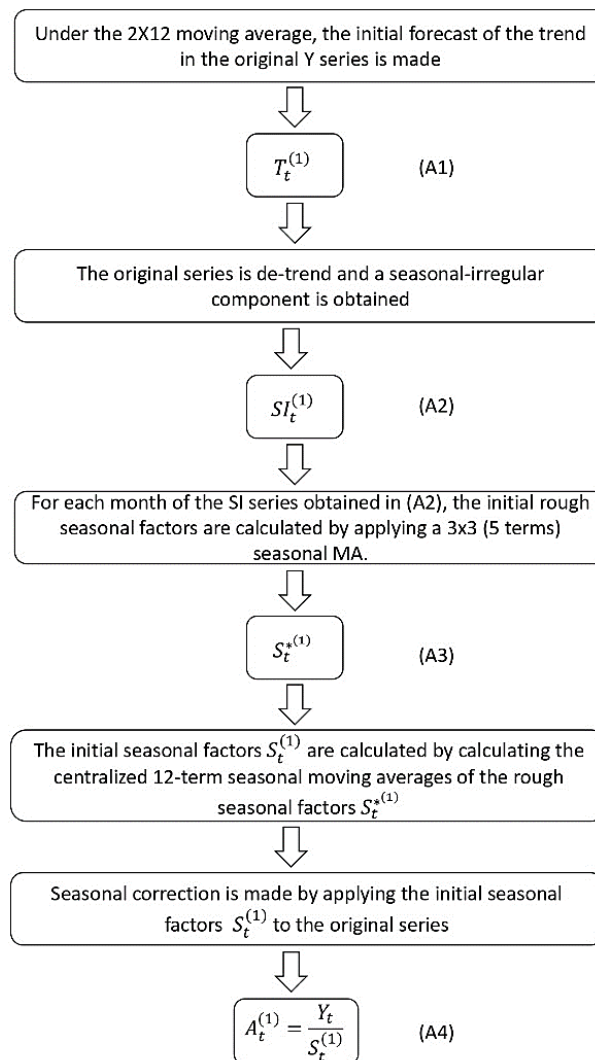 Under the 2X12 moving average, the initial forecast of the trend
in the original Y series is made
T_t^{(1)} (A1)
The original series is de-trend and a seasonal-irregular
component is obtained
SI_t^{(1)} (A2)
For each month of the SI series obtained in (A2), the initial rough
seasonal factors are calculated by applying a 3x3 (5 terms)
seasonal MA.
S_t^{*(1)} (A3)
The initial seasonal factors S_t^{(1)} are calculated by calculating the
centralized 12-term seasonal moving averages of the rough
seasonal factors S_t^{*(1)}
Seasonal correction is made by applying the initial seasonal
factors S_t^{(1)} to the original series
A_t^{(1)} = \frac{Y_t}{S_t^{(1)}} (A4)